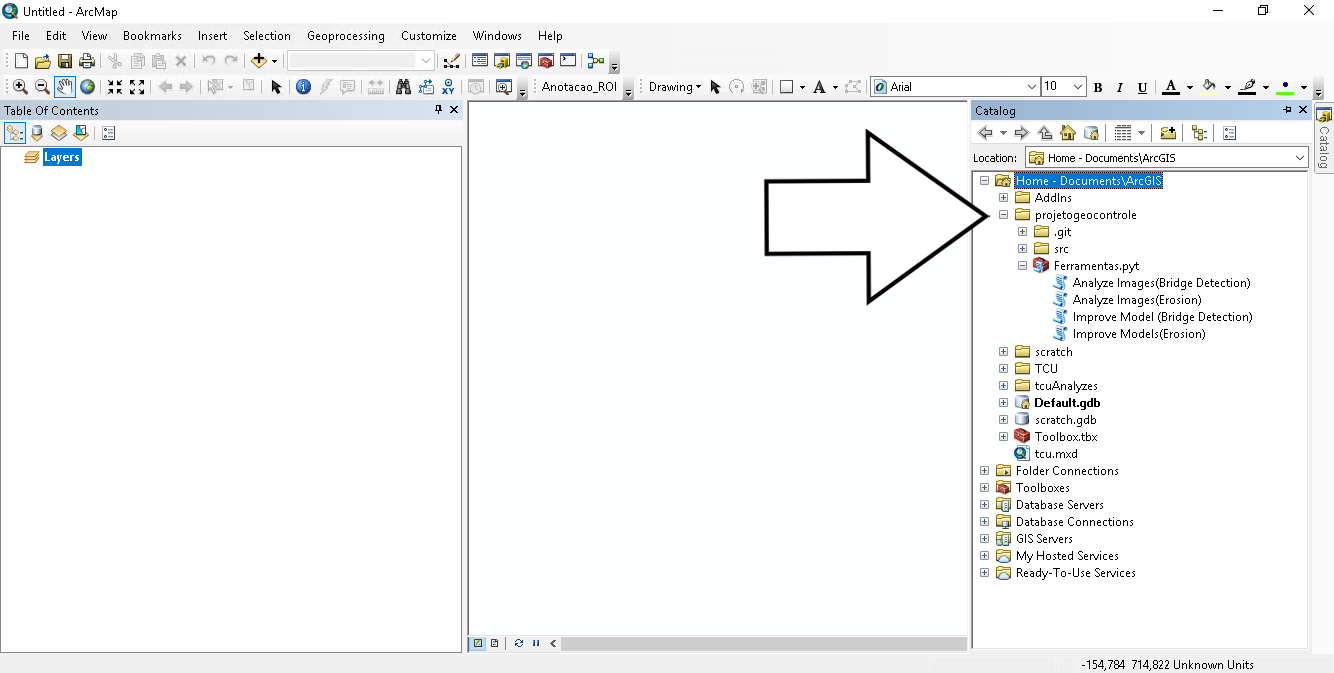 Untitled - ArcMap
File Edit View Bookmarks Insert Selection Geoprocessing Customize Windows Help
Anotacao_ROI Drawing Arial 10 B I U A
Table Of Contents
Layers
Catalog
Location: Home - Documents\ArcGIS
Home - Documents\ArcGIS
AddIns
projetogeocontrole
.git
src
Ferramentas.pyt
Analyze Images(Bridge Detection)
Analyze Images(Erosion)
Improve Model (Bridge Detection)
Improve Models(Erosion)
scratch
TCU
tcuAnalyzes
Default.gdb
scratch.gdb
Toolbox.tbx
tcu.mxd
Folder Connections
Toolboxes
Database Servers
Database Connections
GIS Servers
My Hosted Services
Ready-To-Use Services
Catalog
-154,784 714,822 Unknown Units